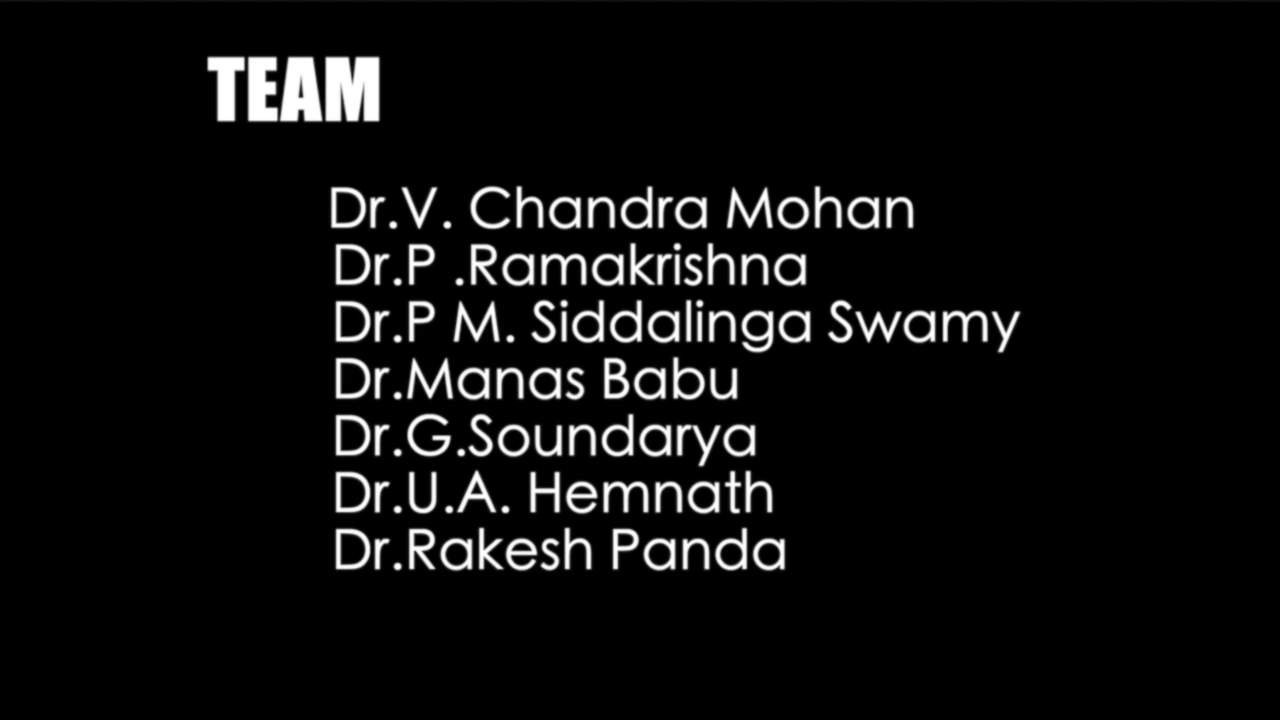 TEAM
Dr.V. Chandra Mohan
Dr.P .Ramakrishna
Dr.P M. Siddalinga Swamy
Dr.Manas Babu
Dr.G.Soundarya
Dr.U.A. Hemnath
Dr.Rakesh Panda